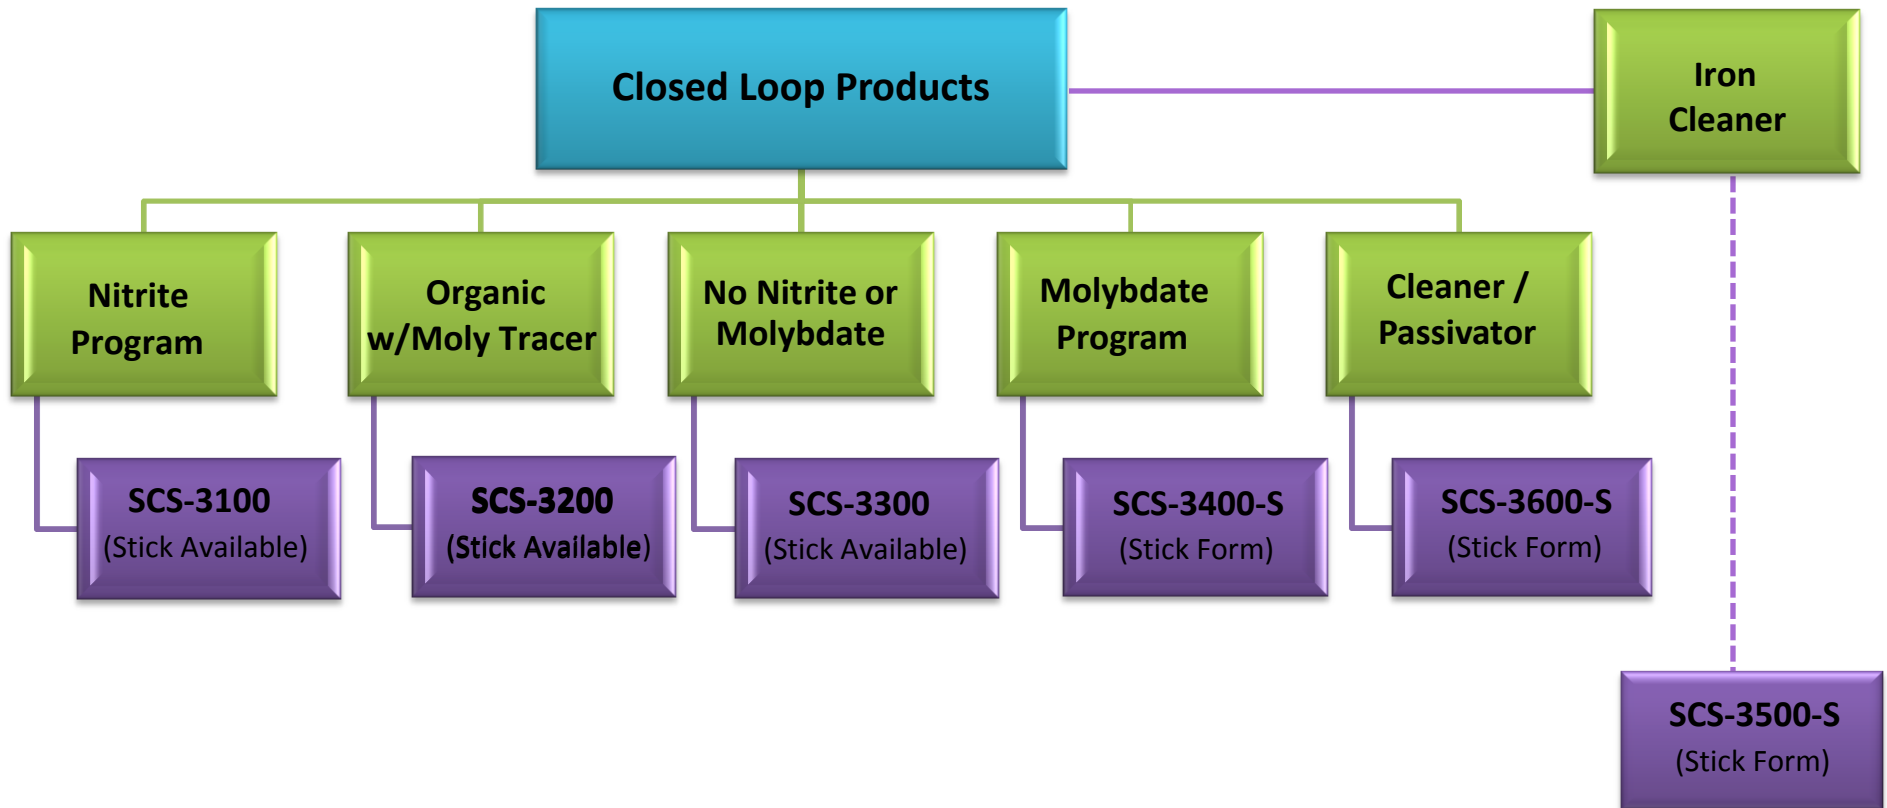 Closed Loop Products
Iron
Cleaner
Nitrite
Program
Organic
w/Moly Tracer
No Nitrite or
Molybdate
Molybdate
Program
Cleaner /
Passivator
SCS-3100
(Stick Available)
SCS-3200
(Stick Available)
SCS-3300
(Stick Available)
SCS-3400-S
(Stick Form)
SCS-3600-S
(Stick Form)
SCS-3500-S
(Stick Form)